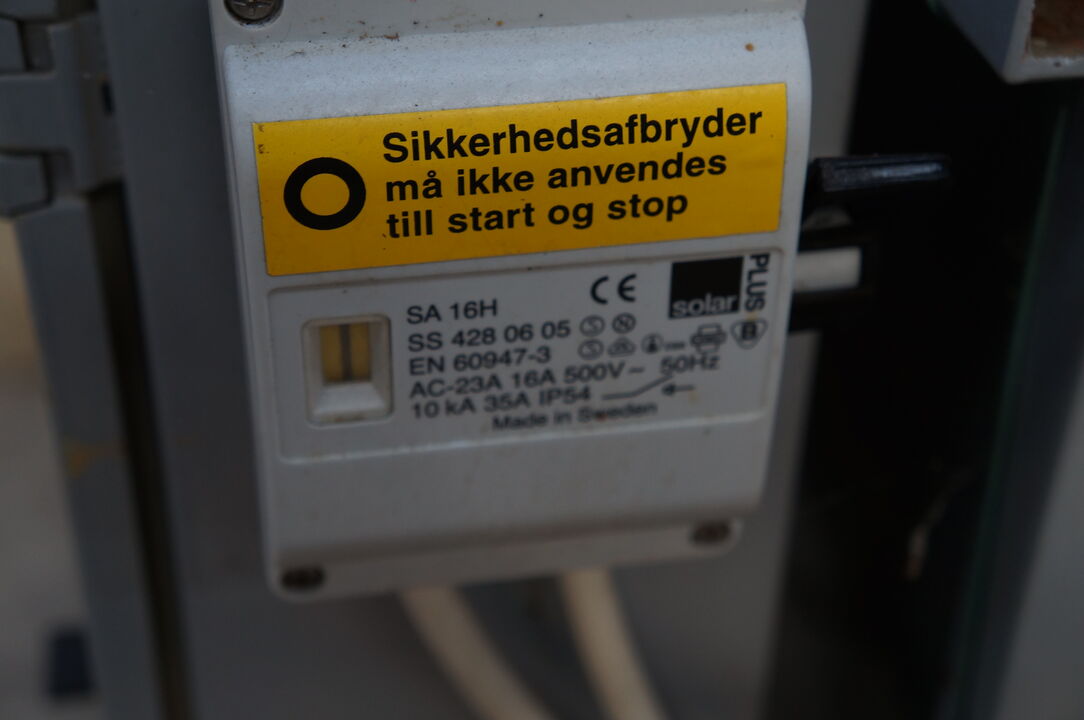 Sikkerhedsafbryder
må ikke anvendes
till start og stop
SA 16H
CE
solar
PLUS
SS 428 06 05
EN 60947-3
AC-23A 16A 500V~ 50Hz
10 kA 35A IP54
Made in Sweden